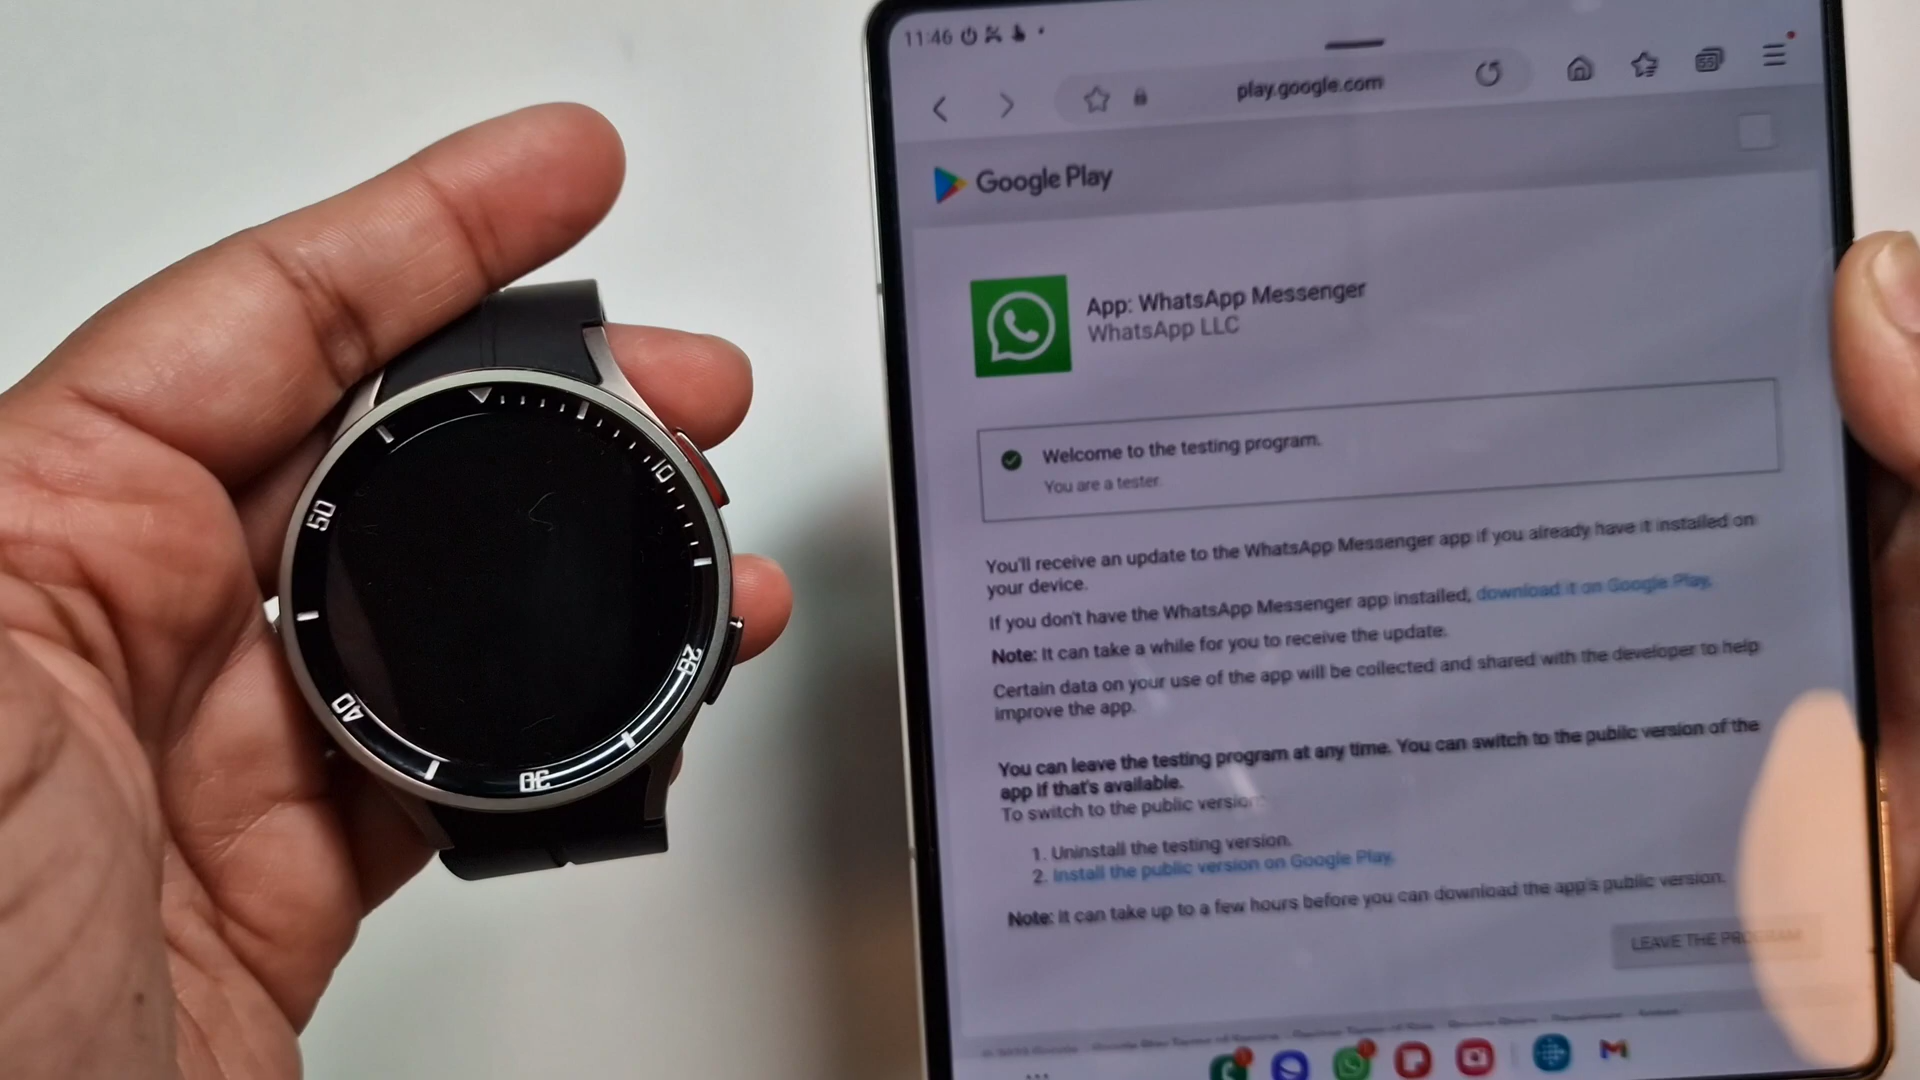 11:46
play.google.com
55
Google Play
App: WhatsApp Messenger
WhatsApp LLC
Welcome to the testing program.
You are a tester.
You'll receive an update to the WhatsApp Messenger app if you already have it installed on
your device.
If you don't have the WhatsApp Messenger app installed, download it on Google Play.
Note: It can take a while for you to receive the update.
Certain data on your use of the app will be collected and shared with the developer to help
improve the app.
You can leave the testing program at any time. You can switch to the public version of the
app if that's available.
To switch to the public version:
1. Uninstall the testing version.
2. Install the public version on Google Play.
Note: It can take up to a few hours before you can download the app's public version.
LEAVE THE PROGRAM
10
20
30
40
50